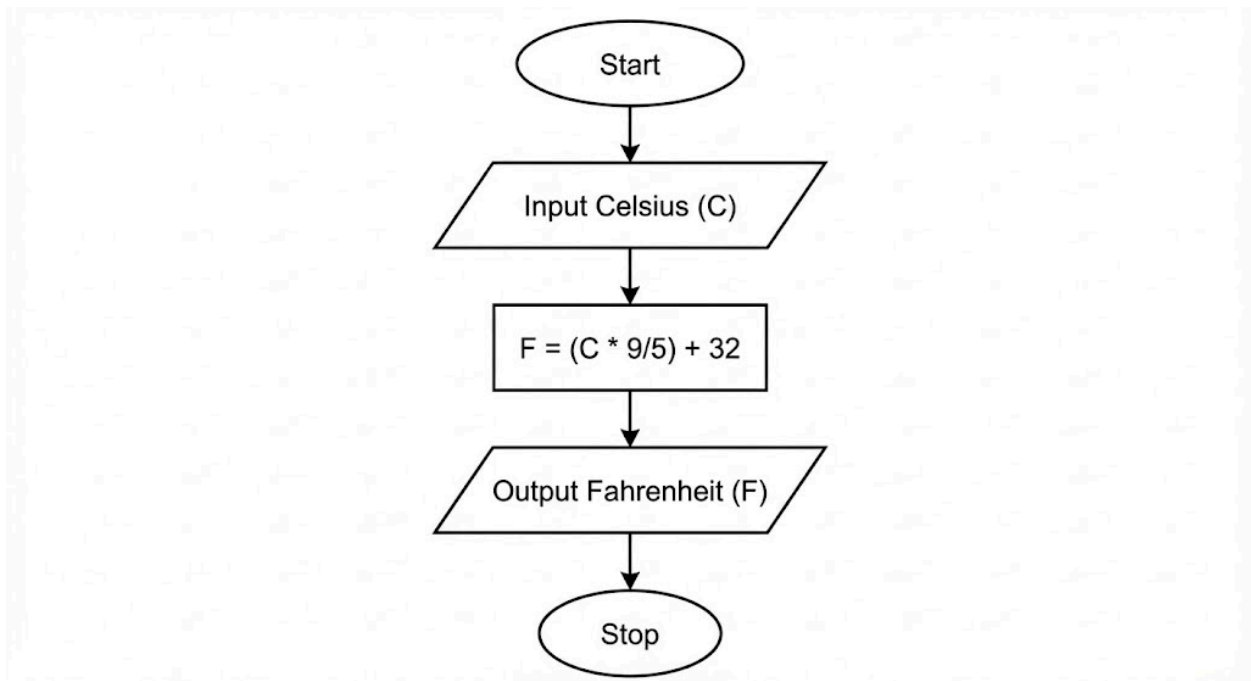 Start
Input Celsius (C)
F = (C * 9/5) + 32
Output Fahrenheit (F)
Stop